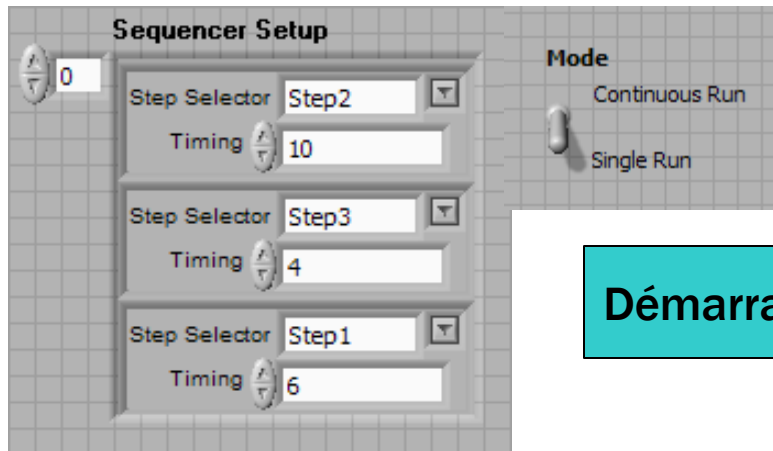 Sequencer Setup
0
Step Selector Step2
Timing 10
Step Selector Step3
Timing 4
Step Selector Step1
Timing 6
Mode
Continuous Run
Single Run